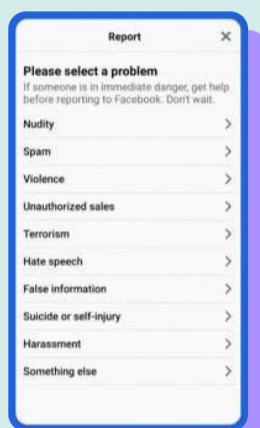 Report
Please select a problem
If someone is in immediate danger, get help
before reporting to Facebook. Don't wait.
Nudity
Spam
Violence
Unauthorized sales
Terrorism
Hate speech
False information
Suicide or self-injury
Harassment
Something else